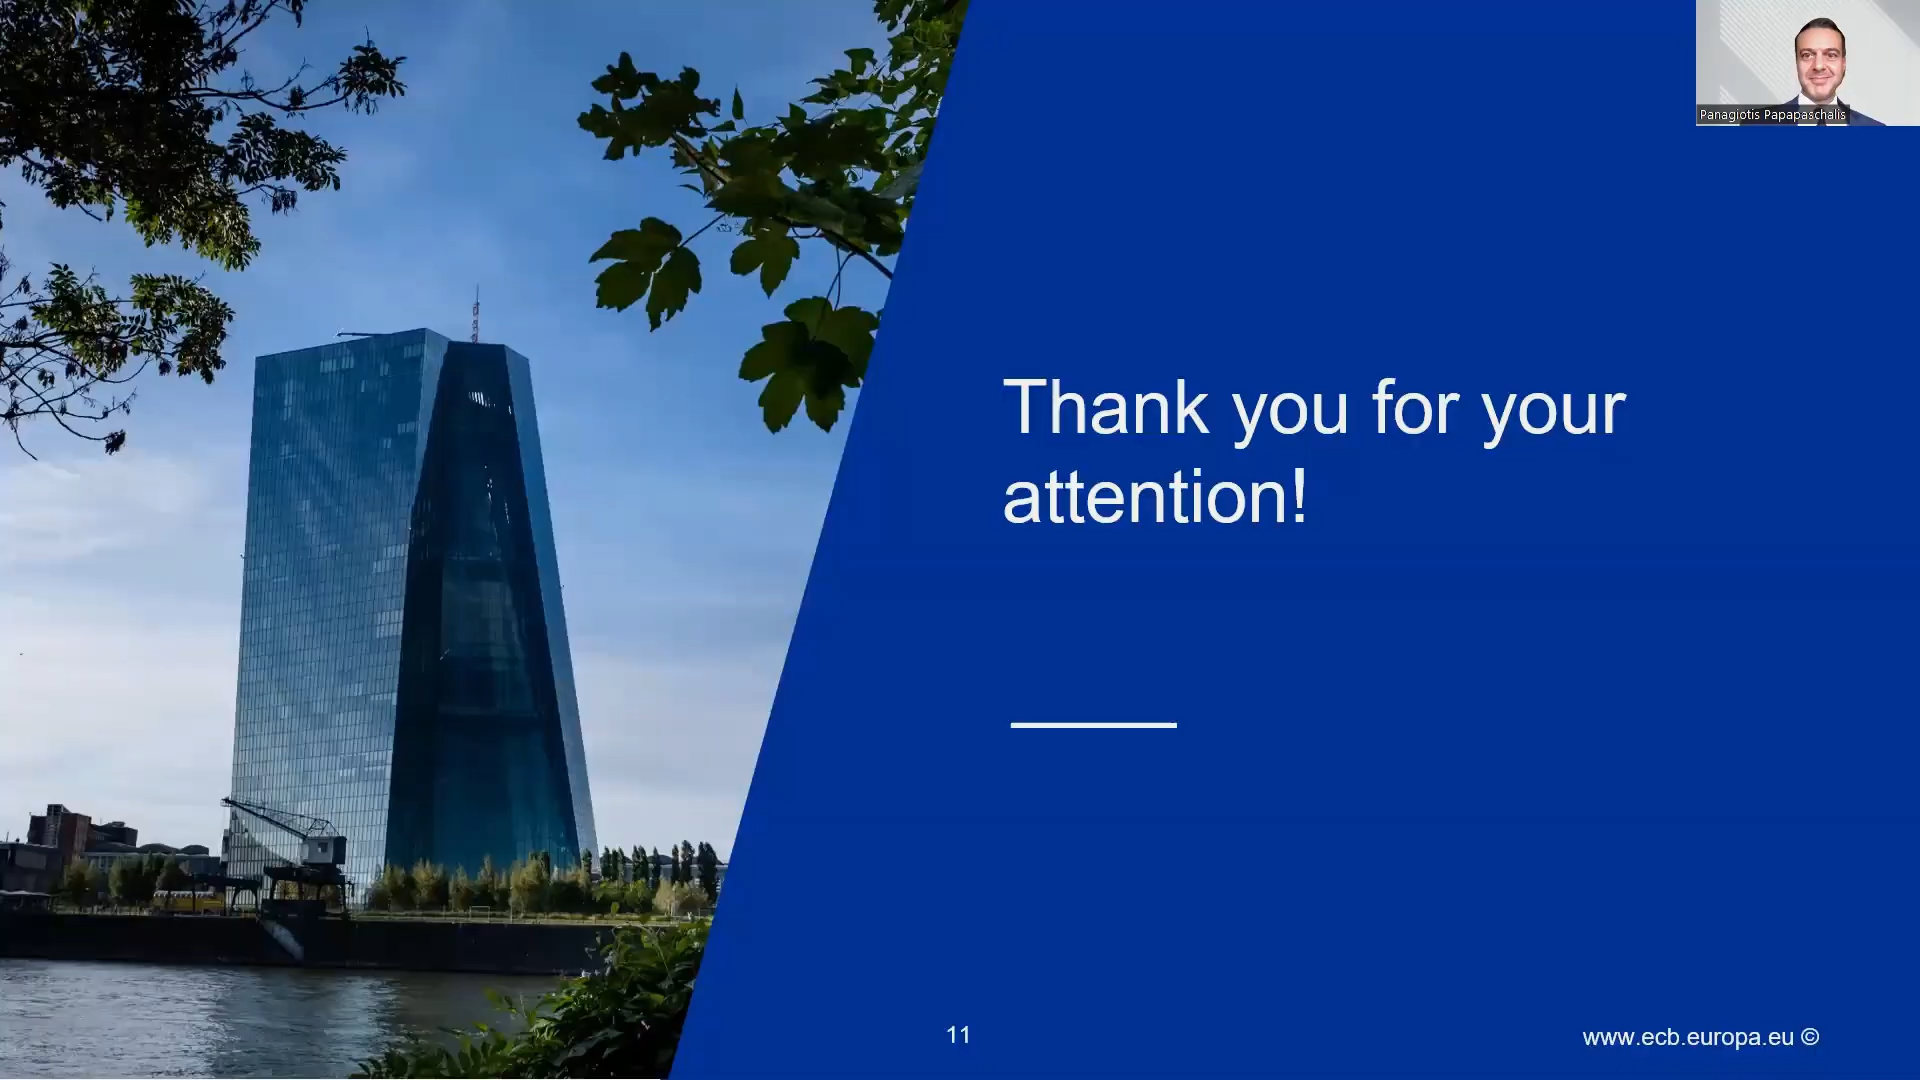 Panagiotis Papapaschalis
Thank you for your
attention!
11
www.ecb.europa.eu ©